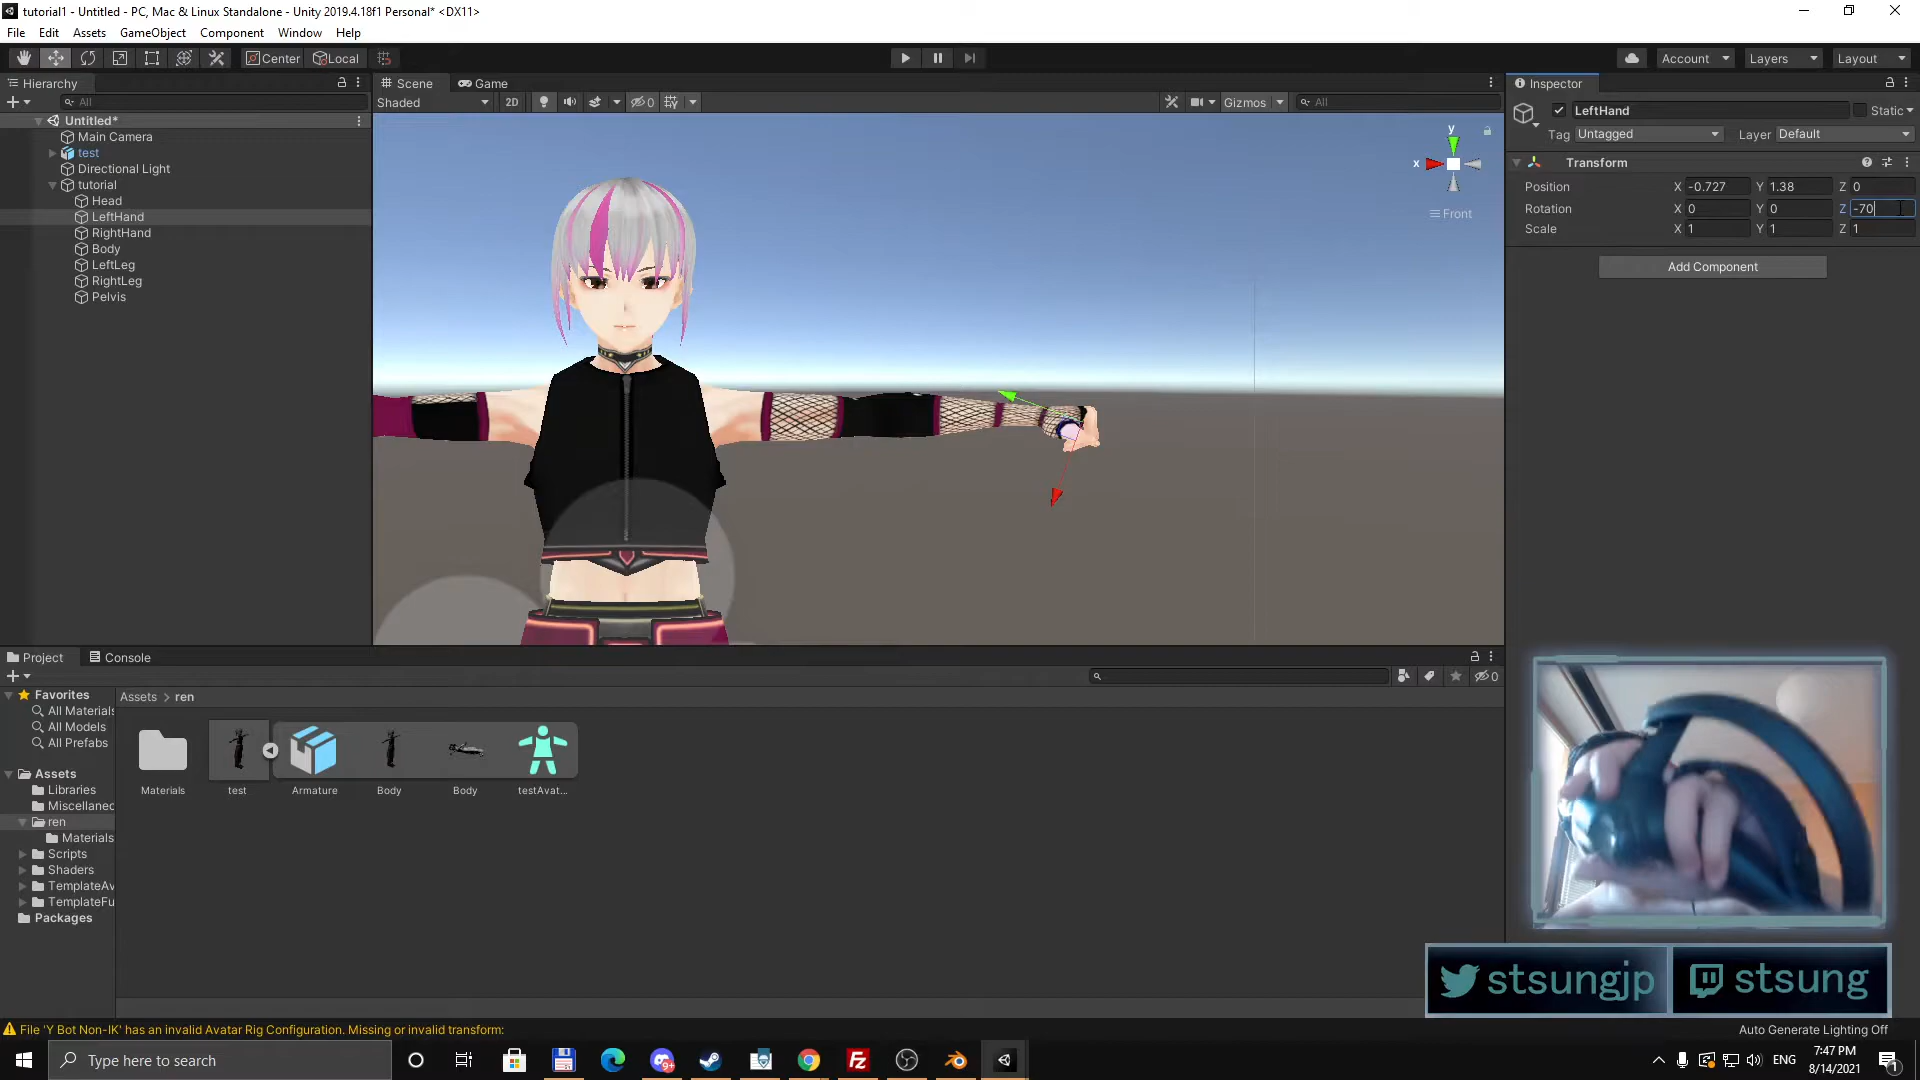 tutorial1 - Untitled - PC, Mac & Linux Standalone - Unity 2019.4.18f1 Personal* <DX11>
File Edit Assets GameObject Component Window Help
Center Local Account Layers Layout
Hierarchy
All
Untitled*
Main Camera
test
Directional Light
tutorial
Head
LeftHand
RightHand
Body
LeftLeg
RightLeg
Pelvis
Scene Game
Shaded 2D 0 Gizmos All
y
x
Front
Inspector
LeftHand Static
Tag Untagged Layer Default
Transform
Position X -0.727 Y 1.38 Z 0
Rotation X 0 Y 0 Z -70
Scale X 1 Y 1 Z 1
Add Component
Project Console
0
Favorites
All Materials
All Models
All Prefabs
Assets
Libraries
Miscellanec
ren
Materials
Scripts
Shaders
TemplateAv
TemplateFu
Packages
Assets > ren
Materials test Armature Body Body testAvat...
stsungjp stsung
File 'Y Bot Non-IK' has an invalid Avatar Rig Configuration. Missing or invalid transform:
Auto Generate Lighting Off
Type here to search
9+
Fz
ENG
7:47 PM
8/14/2021
1